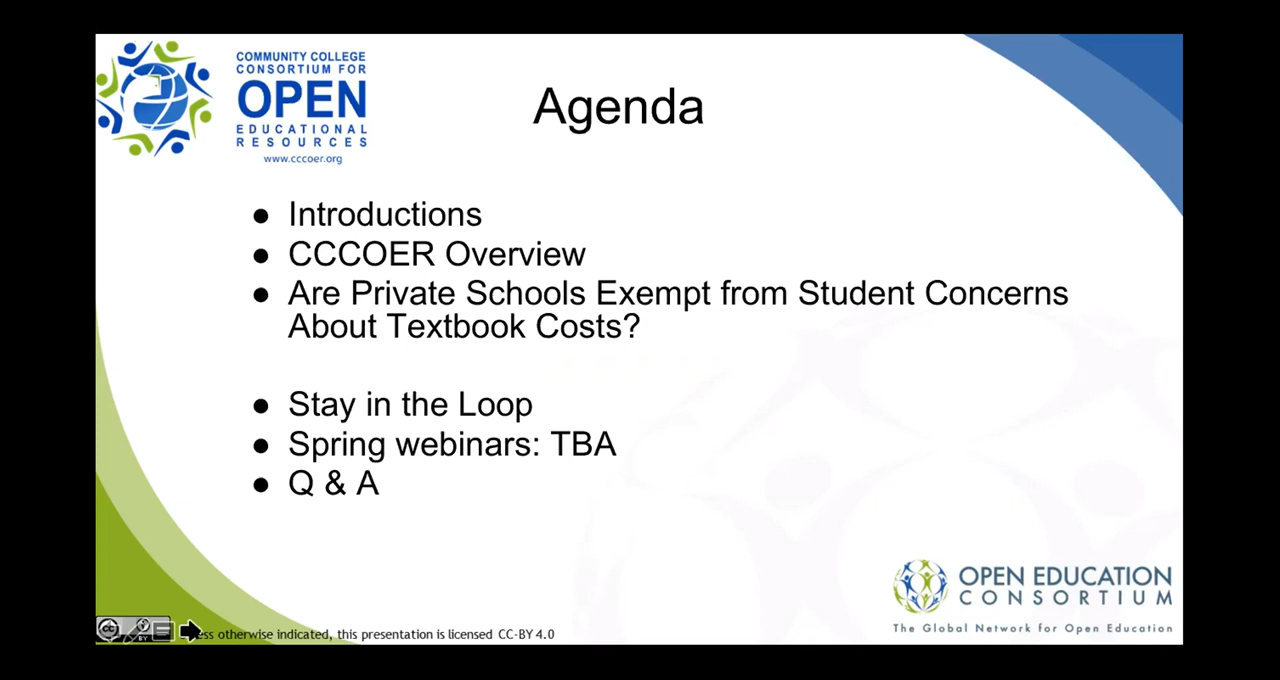 COMMUNITY COLLEGE
CONSORTIUM FOR
OPEN
EDUCATIONAL
RESOURCES
www.cccoer.org
Agenda
● Introductions
● CCCOER Overview
● Are Private Schools Exempt from Student Concerns
About Textbook Costs?
● Stay in the Loop
● Spring webinars: TBA
● Q & A
OPEN EDUCATION
CONSORTIUM
The Global Network for Open Education
cc BY
otherwise indicated, this presentation is licensed CC-BY 4.0